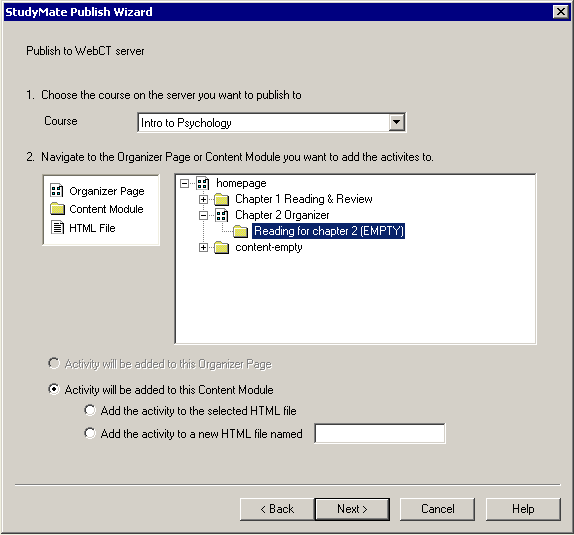 StudyMate Publish Wizard
Publish to WebCT server
1. Choose the course on the server you want to publish to
Course
Intro to Psychology
2. Navigate to the Organizer Page or Content Module you want to add the activites to.
Organizer Page
Content Module
HTML File
homepage
Chapter 1 Reading & Review
Chapter 2 Organizer
Reading for chapter 2 (EMPTY)
content-empty
Activity will be added to this Organizer Page
Activity will be added to this Content Module
Add the activity to the selected HTML file
Add the activity to a new HTML file named
< Back
Next >
Cancel
Help